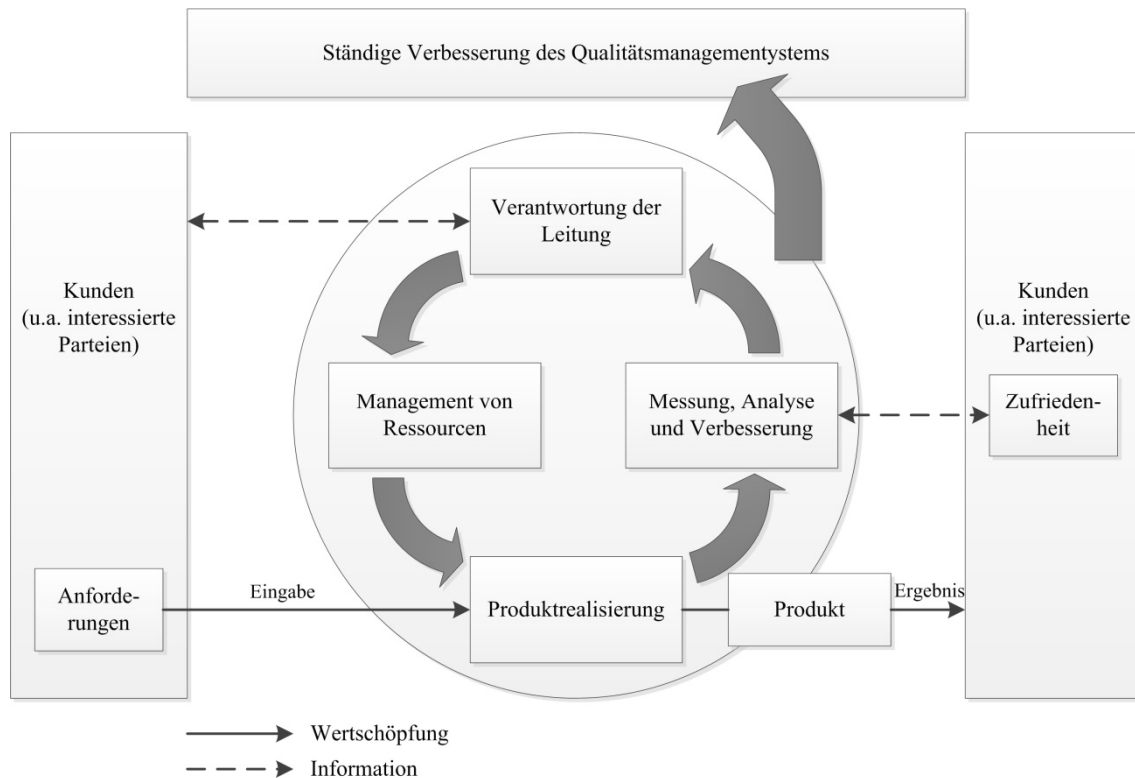 Ständige Verbesserung des Qualitätsmanagementystems
Verantwortung der
Leitung
Kunden
(u.a. interessierte
Parteien)
Kunden
(u.a. interessierte
Parteien)
Management von
Ressourcen
Messung, Analyse
und Verbesserung
Zufrieden-
heit
Anforde-
rungen
Eingabe
Produktrealisierung
Produkt
Ergebnis
Wertschöpfung
Information